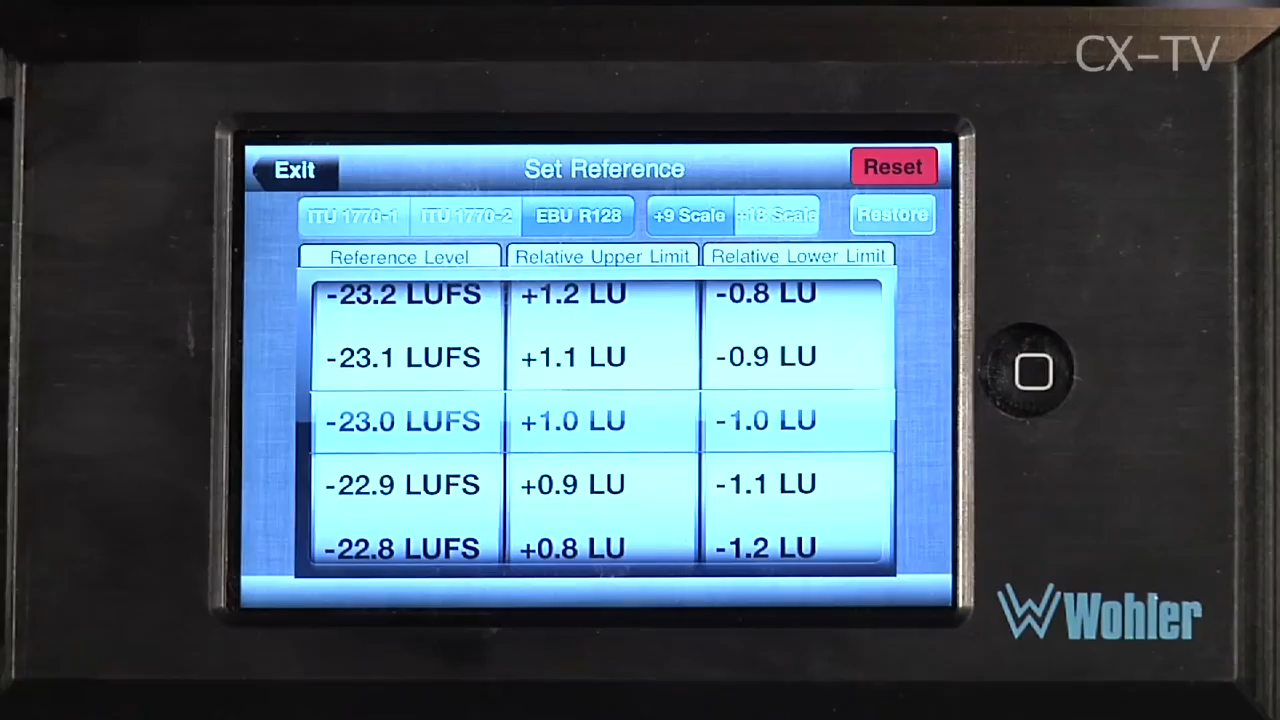 CX-TV
Exit Set Reference Reset
ITU 1770-1 ITU 1770-2 EBU R128 +9 Scale +18 Scale Restore
Reference Level Relative Upper Limit Relative Lower Limit
-23.2 LUFS +1.2 LU -0.8 LU
-23.1 LUFS +1.1 LU -0.9 LU
-23.0 LUFS +1.0 LU -1.0 LU
-22.9 LUFS +0.9 LU -1.1 LU
-22.8 LUFS +0.8 LU -1.2 LU
Wohler